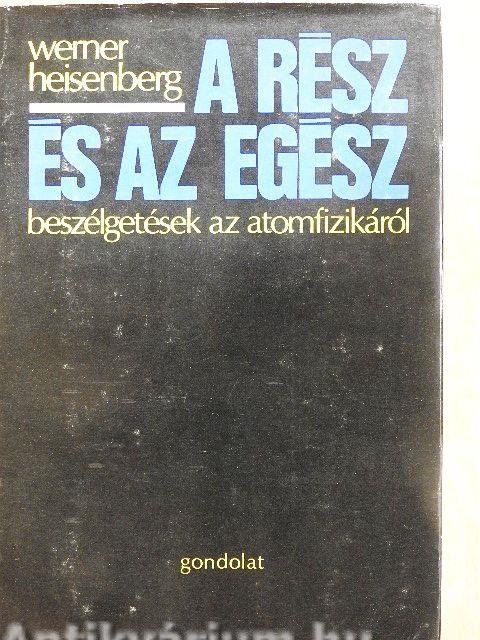 werner
heisenberg
A RÉSZ
ÉS AZ EGÉSZ
beszélgetések az atomfizikáról
gondolat
Antikvárium.hu